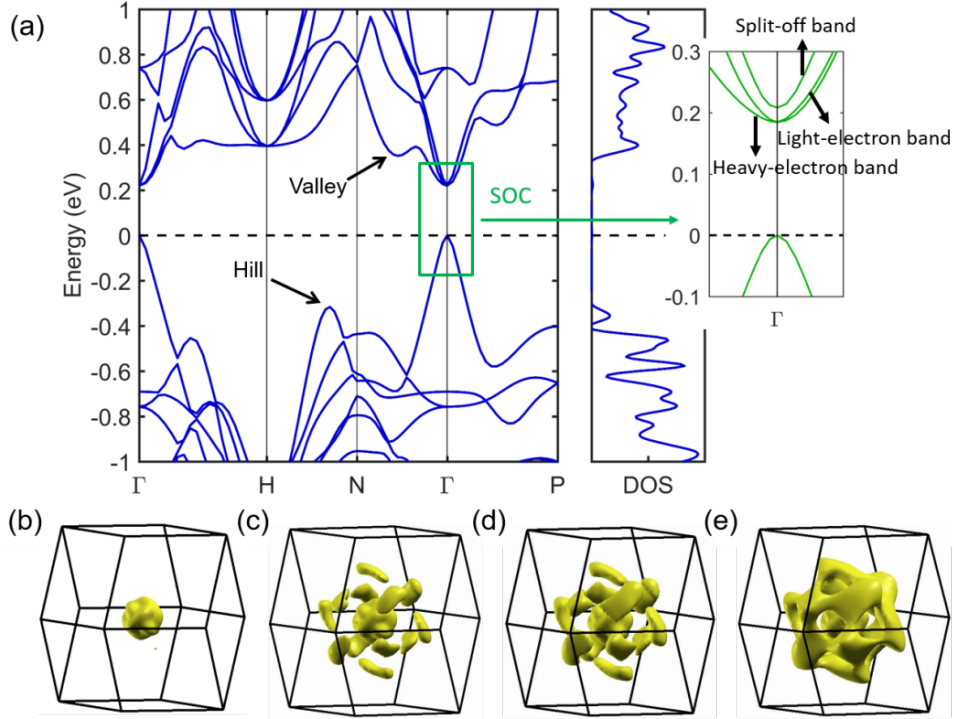 (a)
1
0.8
0.6
0.4
0.2
0
-0.2
-0.4
-0.6
-0.8
-1
Energy (eV)
Valley
Hill
SOC
Γ
H
N
Γ
P
DOS
Split-off band
Light-electron band
Heavy-electron band
0.3
0.2
0.1
0
-0.1
Γ
(b)
(c)
(d)
(e)